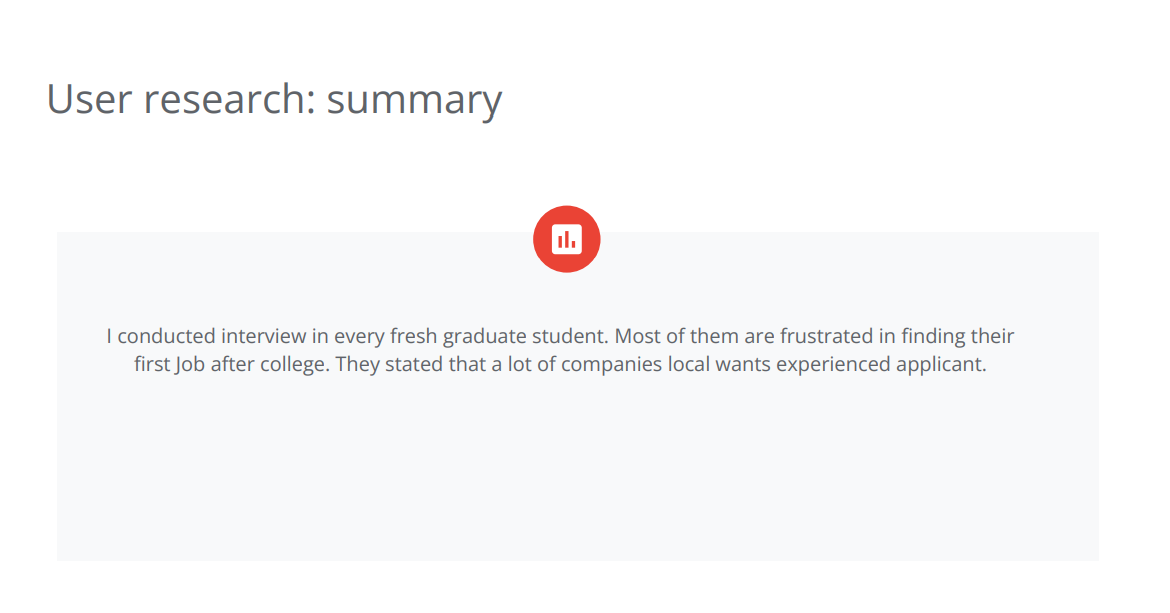 User research: summary
I conducted interview in every fresh graduate student. Most of them are frustrated in finding their
first Job after college. They stated that a lot of companies local wants experienced applicant.